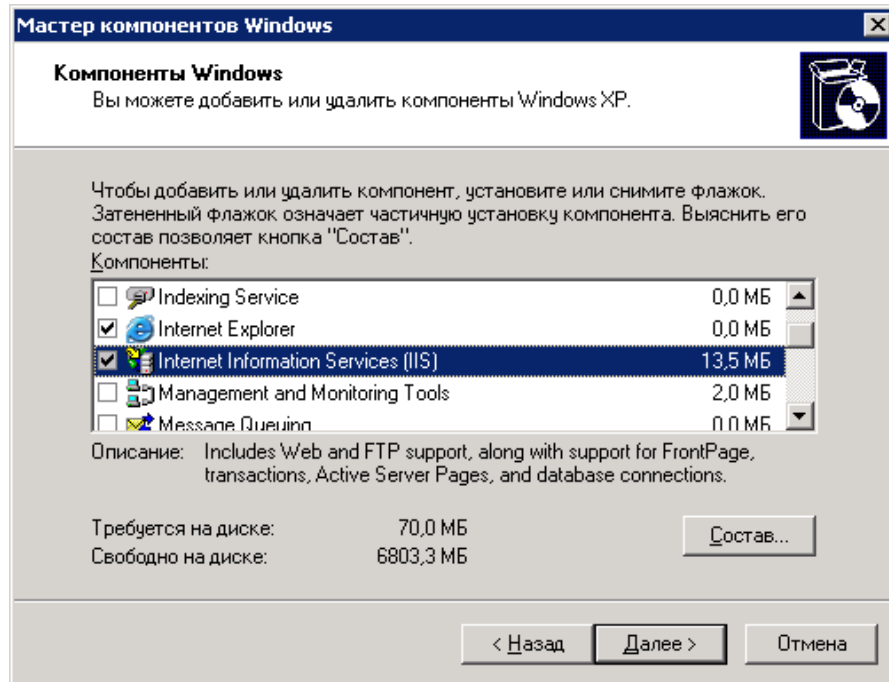 Мастер компонентов Windows
Компоненты Windows
Вы можете добавить или удалить компоненты Windows XP.
Чтобы добавить или удалить компонент, установите или снимите флажок.
Затененный флажок означает частичную установку компонента. Выяснить его
состав позволяет кнопка "Состав".
Компоненты:
Indexing Service 0,0 МБ
Internet Explorer 0,0 МБ
Internet Information Services (IIS) 13,5 МБ
Management and Monitoring Tools 2,0 МБ
Message Queuing 0,0 МБ
Описание: Includes Web and FTP support, along with support for FrontPage,
transactions, Active Server Pages, and database connections.
Требуется на диске: 70,0 МБ
Свободно на диске: 6803,3 МБ
Состав...
< Назад Далее > Отмена